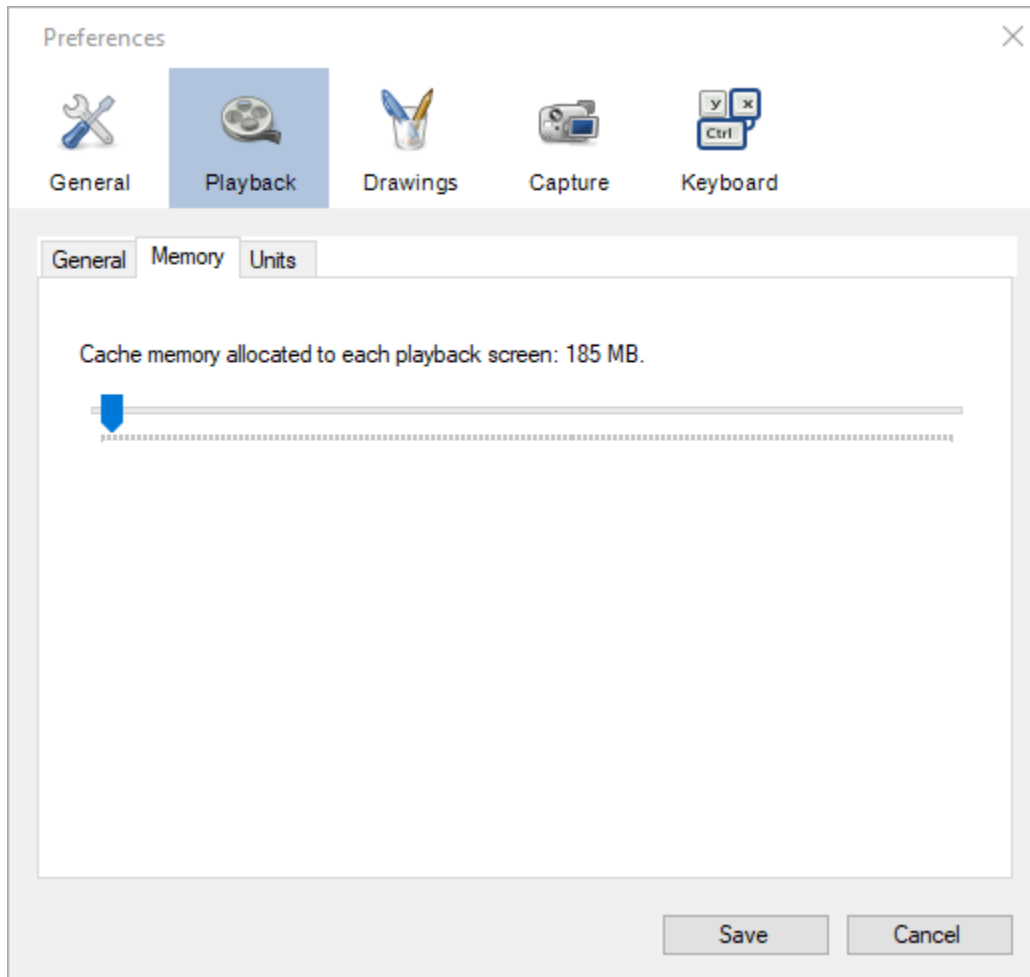 Preferences
y x
Ctrl
General Playback Drawings Capture Keyboard
General Memory Units
Cache memory allocated to each playback screen: 185 MB.
Save Cancel